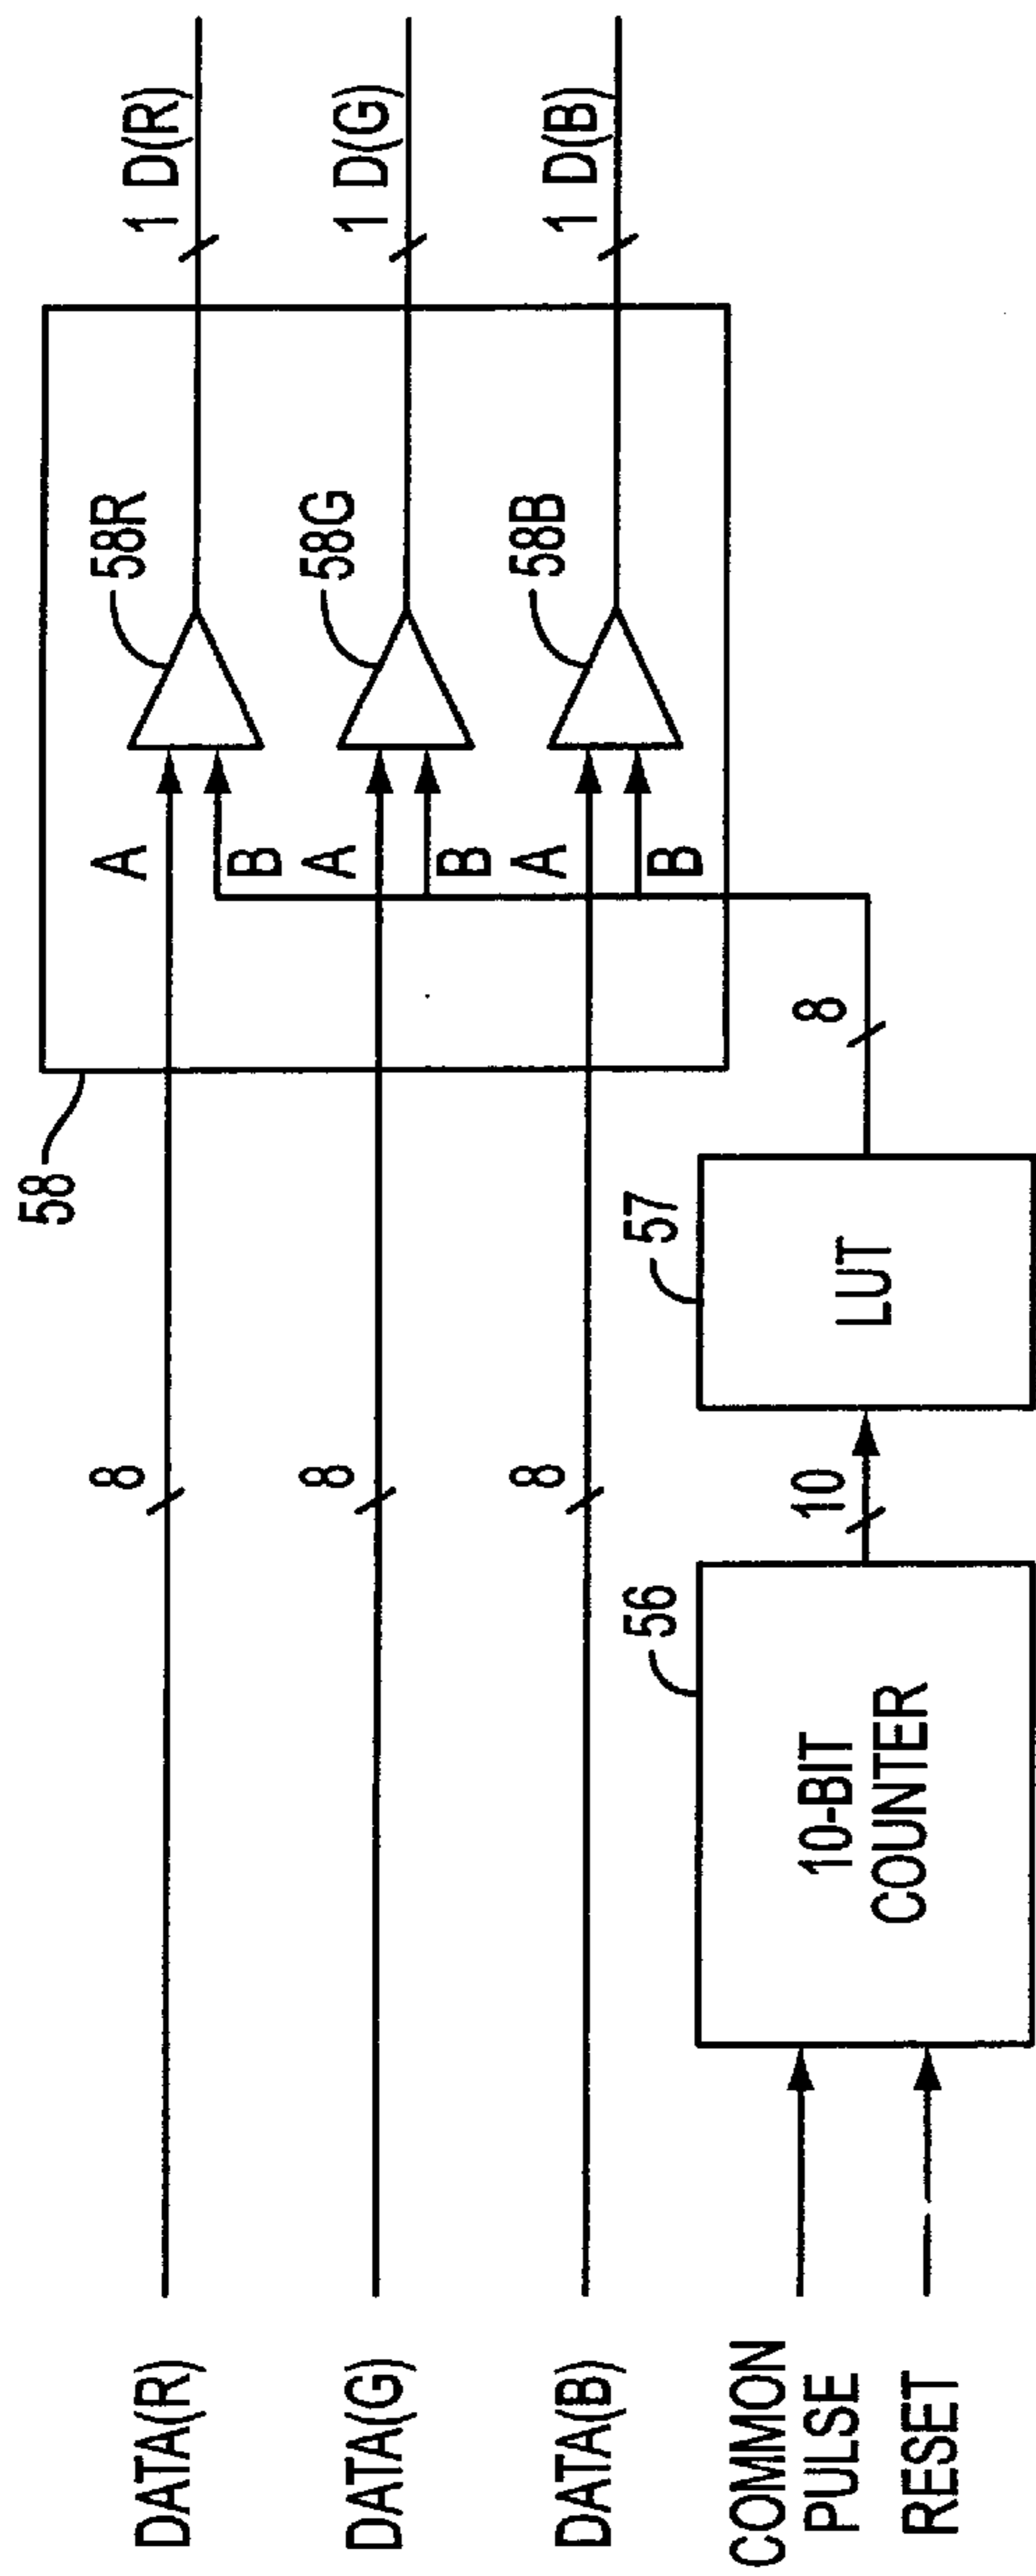 DATA(R)
8
A
58R
1 D(R)
B
DATA(G)
8
A
58G
1 D(G)
B
DATA(B)
8
A
58B
1 D(B)
B
58
COMMON
PULSE
RESET
56
10-BIT
COUNTER
10
57
LUT
8